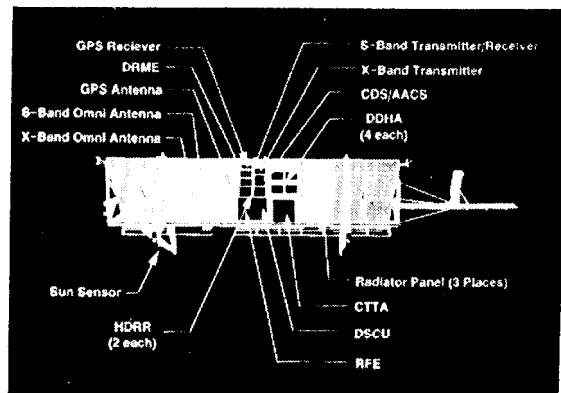 GPS Reciever
DRME
GPS Antenna
S-Band Omni Antenna
X-Band Omni Antenna
S-Band Transmitter/Receiver
X-Band Transmitter
CDS/AACS
DDHA
(4 each)
Sun Sensor
HDRR
(2 each)
Radiator Panel (3 Places)
CTTA
DSCU
RFE